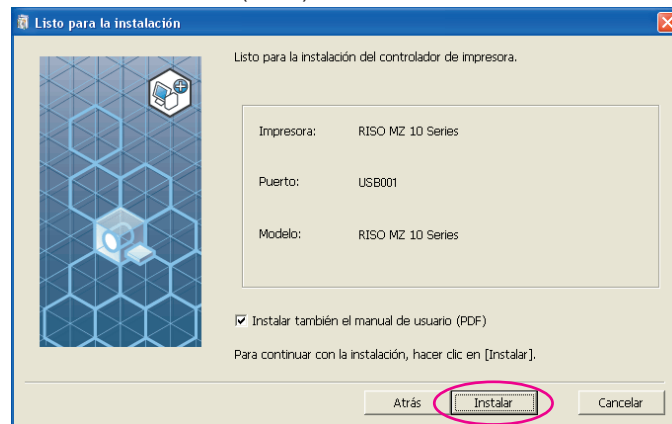 Listo para la instalación
Listo para la instalación del controlador de impresora.
Impresora: RISO MZ 10 Series
Puerto: USB001
Modelo: RISO MZ 10 Series
Instalar también el manual de usuario (PDF)
Para continuar con la instalación, hacer clic en [Instalar].
Atrás Instalar Cancelar